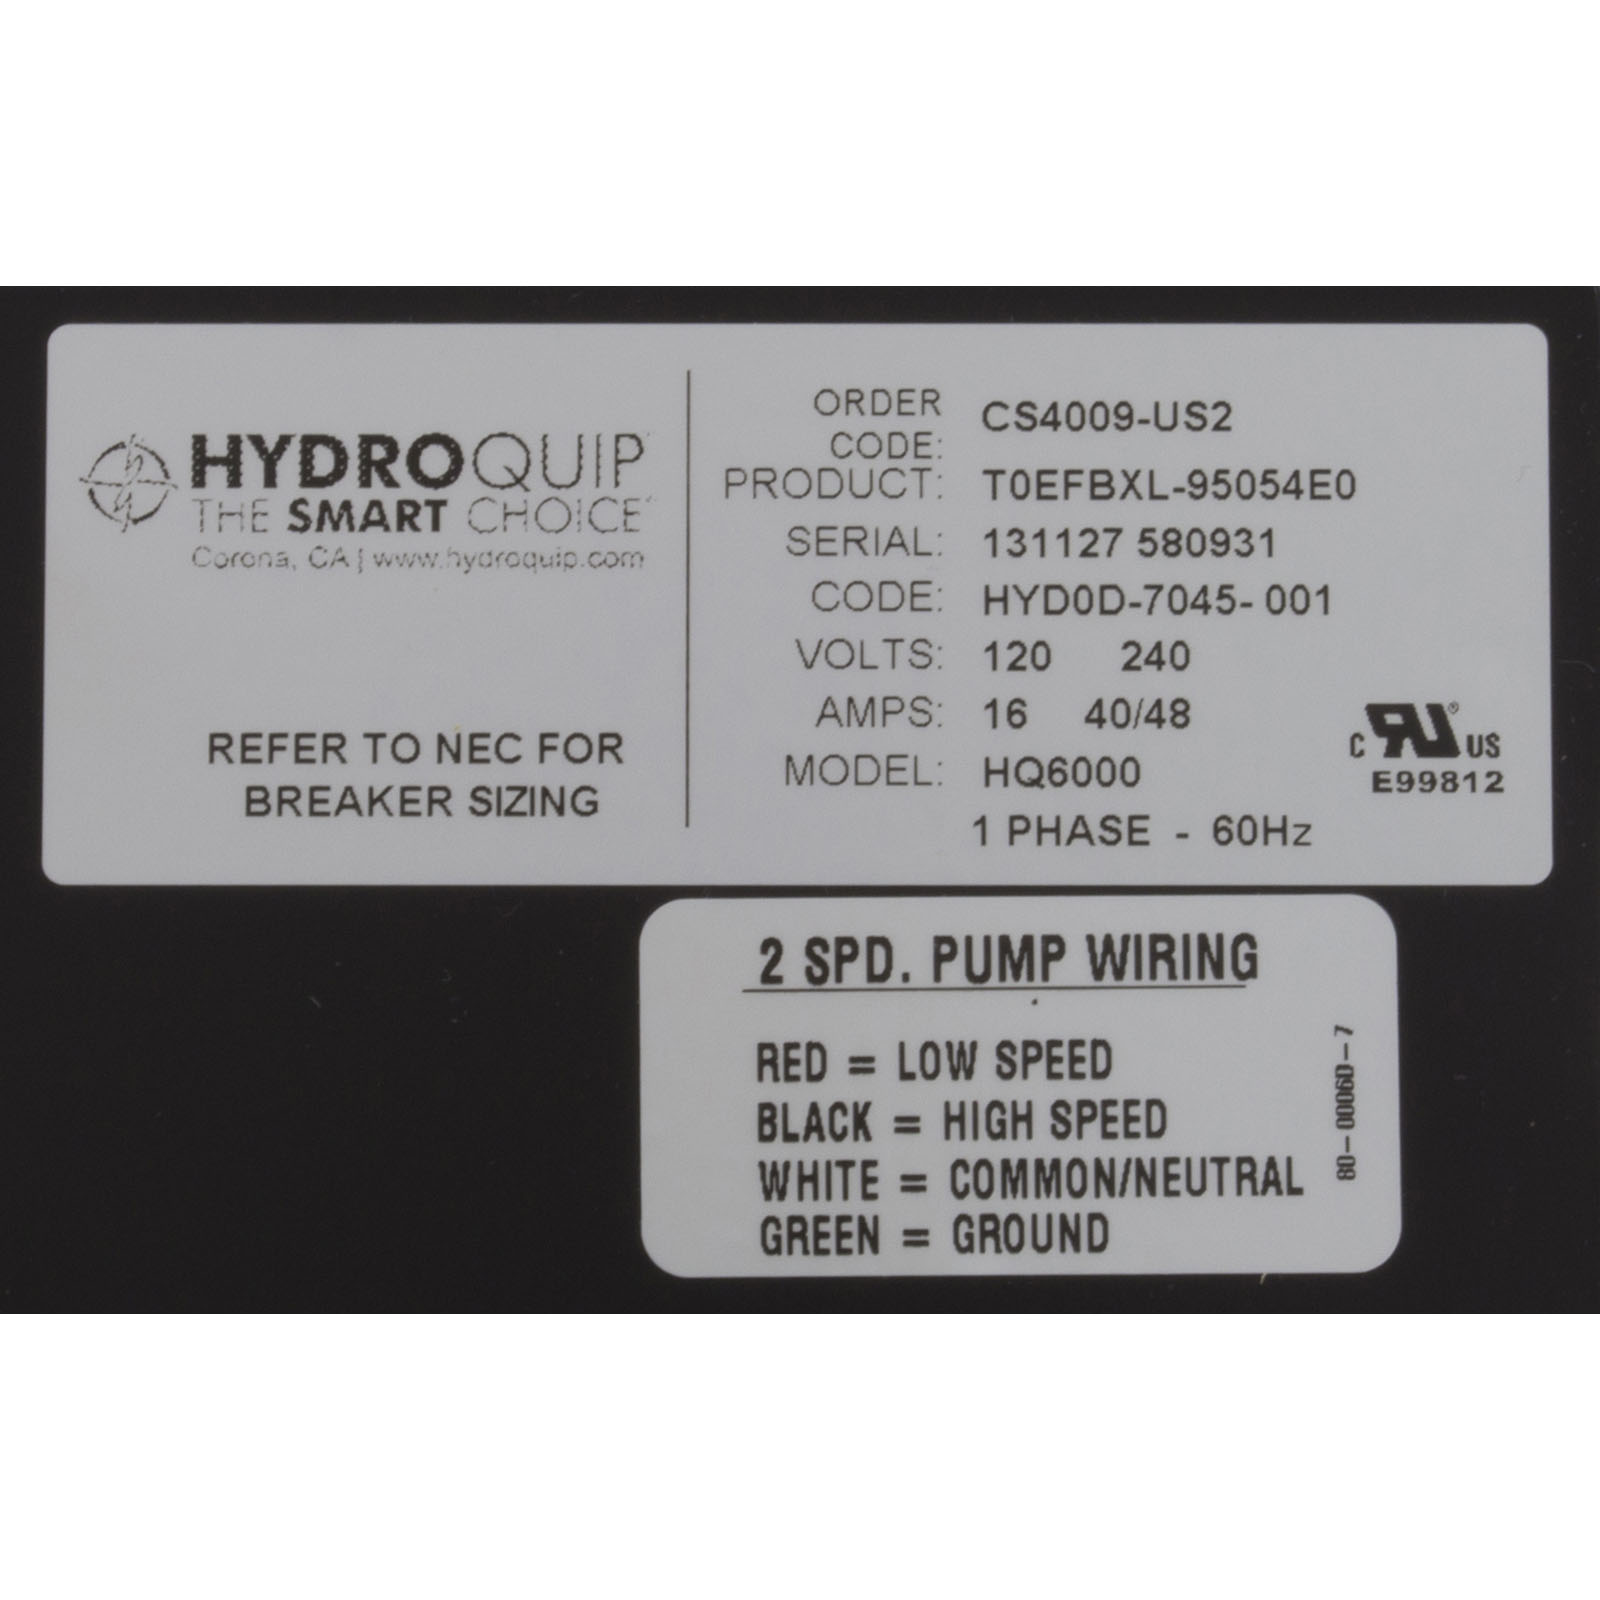 HYDROQUIP
THE SMART CHOICE
Corona, CA | www.hydroquip.com
REFER TO NEC FOR
BREAKER SIZING
ORDER
CODE: CS4009-US2
PRODUCT: T0EFBXL-95054E0
SERIAL: 131127 580931
CODE: HYD0D-7045- 001
VOLTS: 120 240
AMPS: 16 40/48
MODEL: HQ6000
1 PHASE - 60Hz
C RU® US
E99812
2 SPD. PUMP WIRING
RED = LOW SPEED
BLACK = HIGH SPEED
WHITE = COMMON/NEUTRAL
GREEN = GROUND
80-0006D-7